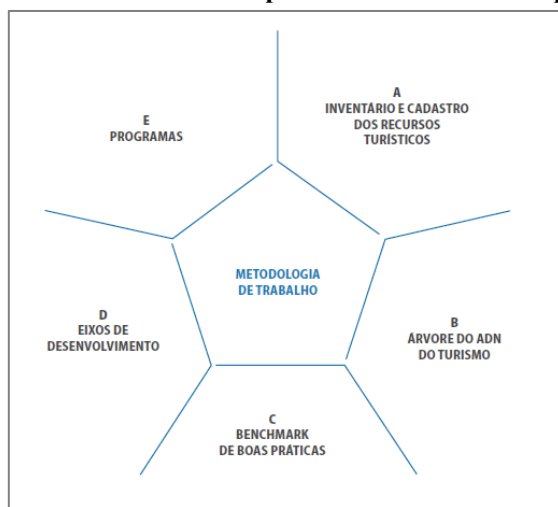 A
INVENTÁRIO E CADASTRO
DOS RECURSOS
TURÍSTICOS
B
ÁRVORE DO ADN
DO TURISMO
C
BENCHMARK
DE BOAS PRÁTICAS
D
EIXOS DE
DESENVOLVIMENTO
E
PROGRAMAS
METODOLOGIA
DE TRABALHO